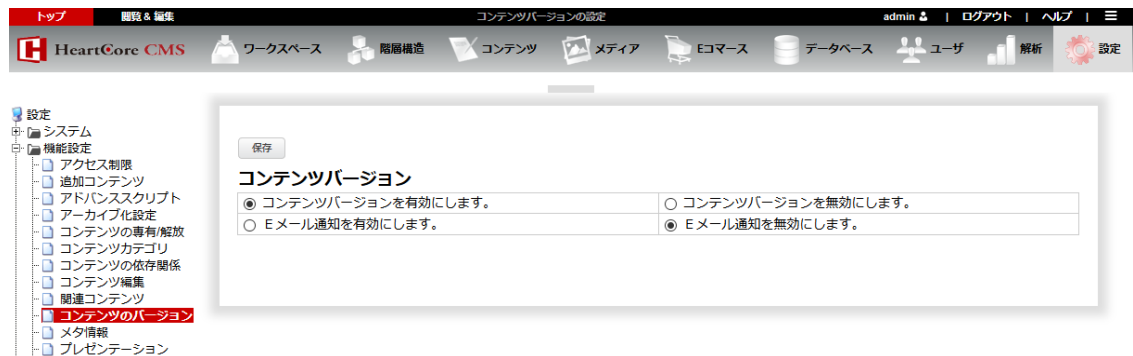 トップ 閲覧 & 編集 コンテンツバージョンの設定 admin | ログアウト | ヘルプ |
HeartCore CMS ワークスペース 階層構造 コンテンツ メディア Eコマース データベース ユーザ 解析 設定
設定
システム
機能設定
アクセス制限
追加コンテンツ
アドバンススクリプト
アーカイブ化設定
コンテンツの専有/解放
コンテンツカテゴリ
コンテンツの依存関係
コンテンツ編集
関連コンテンツ
コンテンツのバージョン
メタ情報
プレゼンテーション
保存
コンテンツバージョン
コンテンツバージョンを有効にします。 コンテンツバージョンを無効にします。
Eメール通知を有効にします。 Eメール通知を無効にします。